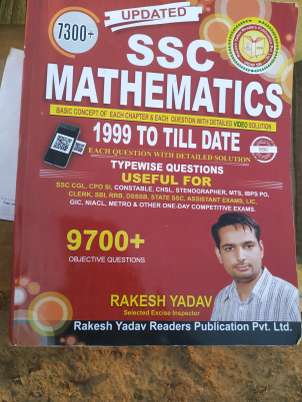 UPDATED
7300+
SSC
MATHEMATICS
BASIC CONCEPT OF EACH CHAPTER & EACH QUESTION WITH DETAILED VIDEO SOLUTION
1999 TO TILL DATE
EACH QUESTION WITH DETAILED SOLUTION
TYPEWISE QUESTIONS
USEFUL FOR
SSC CGL, CPO SI, CONSTABLE, CHSL, STENOGRAPHER, MTS, IBPS PO,
CLERK, SBI, RRB, DSSSB, STATE SSC, ASSISTANT EXAMS, LIC,
GIC, NIACL, METRO & OTHER ONE-DAY COMPETITIVE EXAMS.
9700+
OBJECTIVE QUESTIONS
RAKESH YADAV
Selected Excise Inspector
Rakesh Yadav Readers Publication Pvt. Ltd.